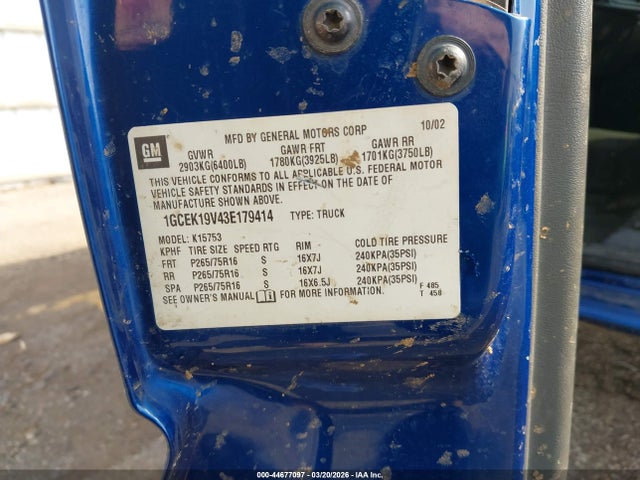 GM
MFD BY GENERAL MOTORS CORP 10/02
GVWR GAWR FRT GAWR RR
2903KG(6400LB) 1780KG(3925LB) 1701KG(3750LB)
THIS VEHICLE CONFORMS TO ALL APPLICABLE U.S. FEDERAL MOTOR
VEHICLE SAFETY STANDARDS IN EFFECT ON THE DATE OF
MANUFACTURE SHOWN ABOVE.
1GCEK19V43E179414 TYPE: TRUCK
MODEL: K15753
KPHF TIRE SIZE SPEED RTG RIM COLD TIRE PRESSURE
FRT P265/75R16 S 16X7J 240KPA(35PSI)
RR P265/75R16 S 16X7J 240KPA(35PSI)
SPA P265/75R16 S 16X6.5J 240KPA(35PSI)
SEE OWNER'S MANUAL FOR MORE INFORMATION. F 405
T 450
000-44677097 - 03/20/2026 - IAA Inc.